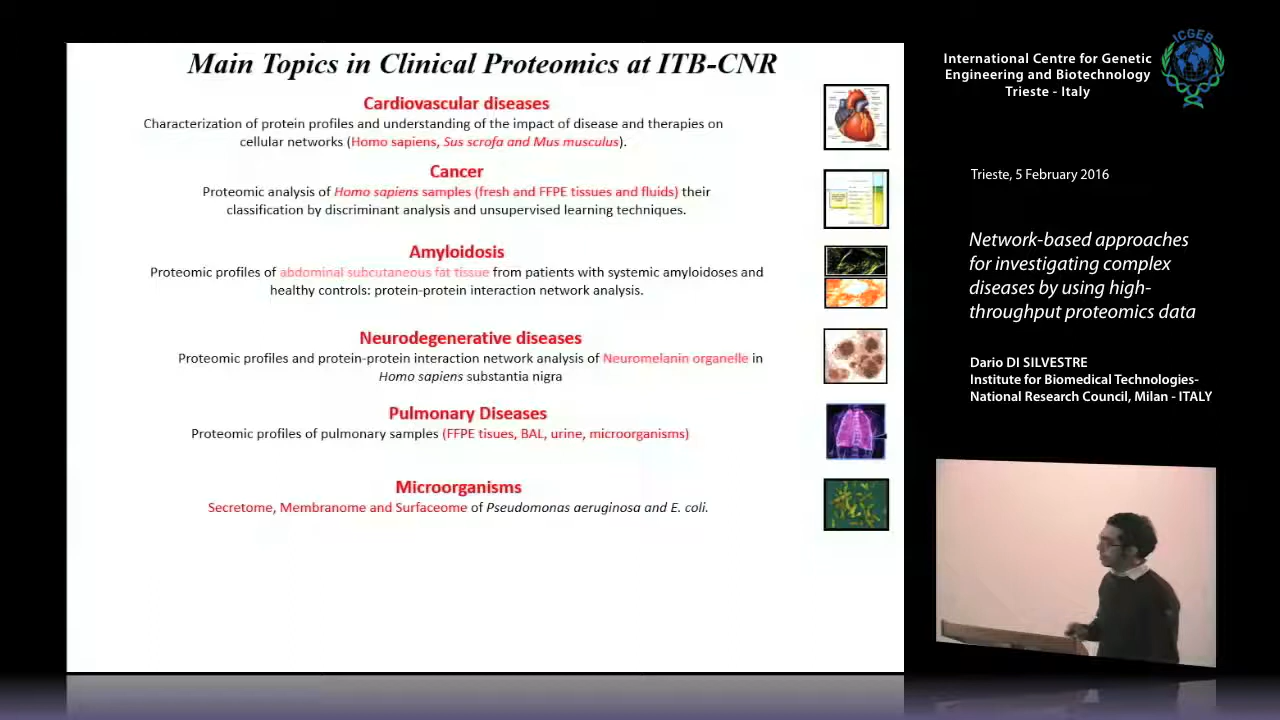 Main Topics in Clinical Proteomics at ITB-CNR
Cardiovascular diseases
Characterization of protein profiles and understanding of the impact of disease and therapies on
cellular networks (Homo sapiens, Sus scrofa and Mus musculus).
Cancer
Proteomic analysis of Homo sapiens samples (fresh and FFPE tissues and fluids) their
classification by discriminant analysis and unsupervised learning techniques.
Amyloidosis
Proteomic profiles of abdominal subcutaneous fat tissue from patients with systemic amyloidoses and
healthy controls: protein-protein interaction network analysis.
Neurodegenerative diseases
Proteomic profiles and protein-protein interaction network analysis of Neuromelanin organelle in
Homo sapiens substantia nigra
Pulmonary Diseases
Proteomic profiles of pulmonary samples (FFPE tisues, BAL, urine, microorganisms)
Microorganisms
Secretome, Membranome and Surfaceome of Pseudomonas aeruginosa and E. coli.
International Centre for Genetic
Engineering and Biotechnology
Trieste - Italy
ICGEB
Trieste, 5 February 2016
Network-based approaches
for investigating complex
diseases by using high-
throughput proteomics data
Dario DI SILVESTRE
Institute for Biomedical Technologies-
National Research Council, Milan - ITALY